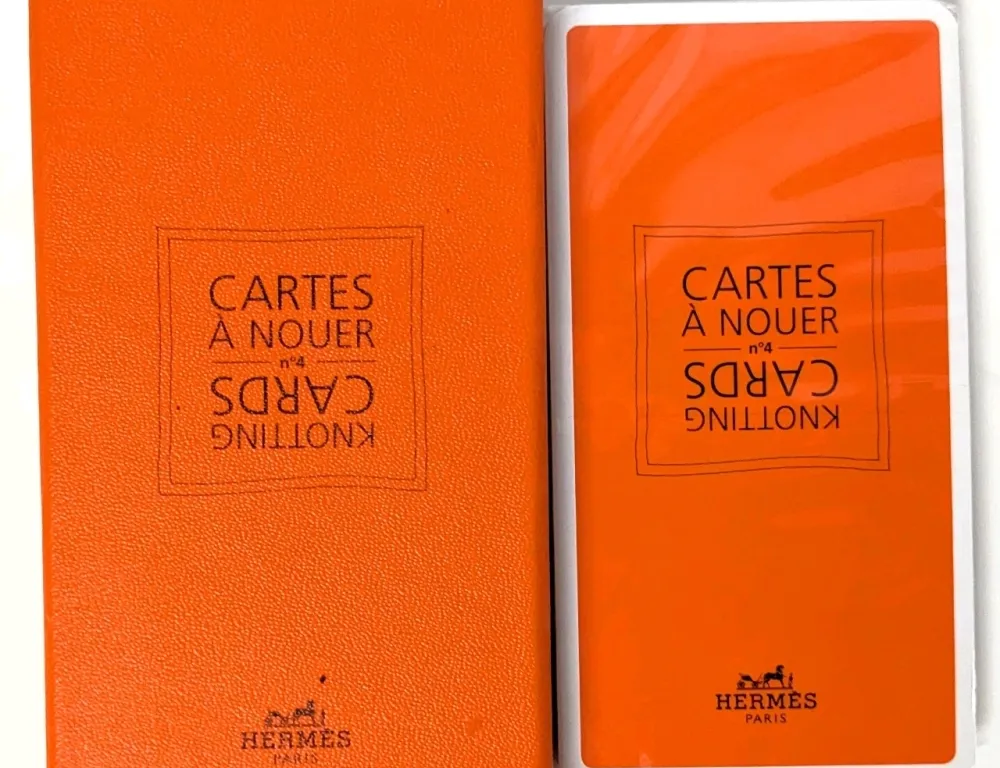 CARTES
À NOUER
n°4
CARDS
KNOTTING
HERMÈS
PARIS
CARTES
À NOUER
n°4
CARDS
KNOTTING
HERMÈS
PARIS